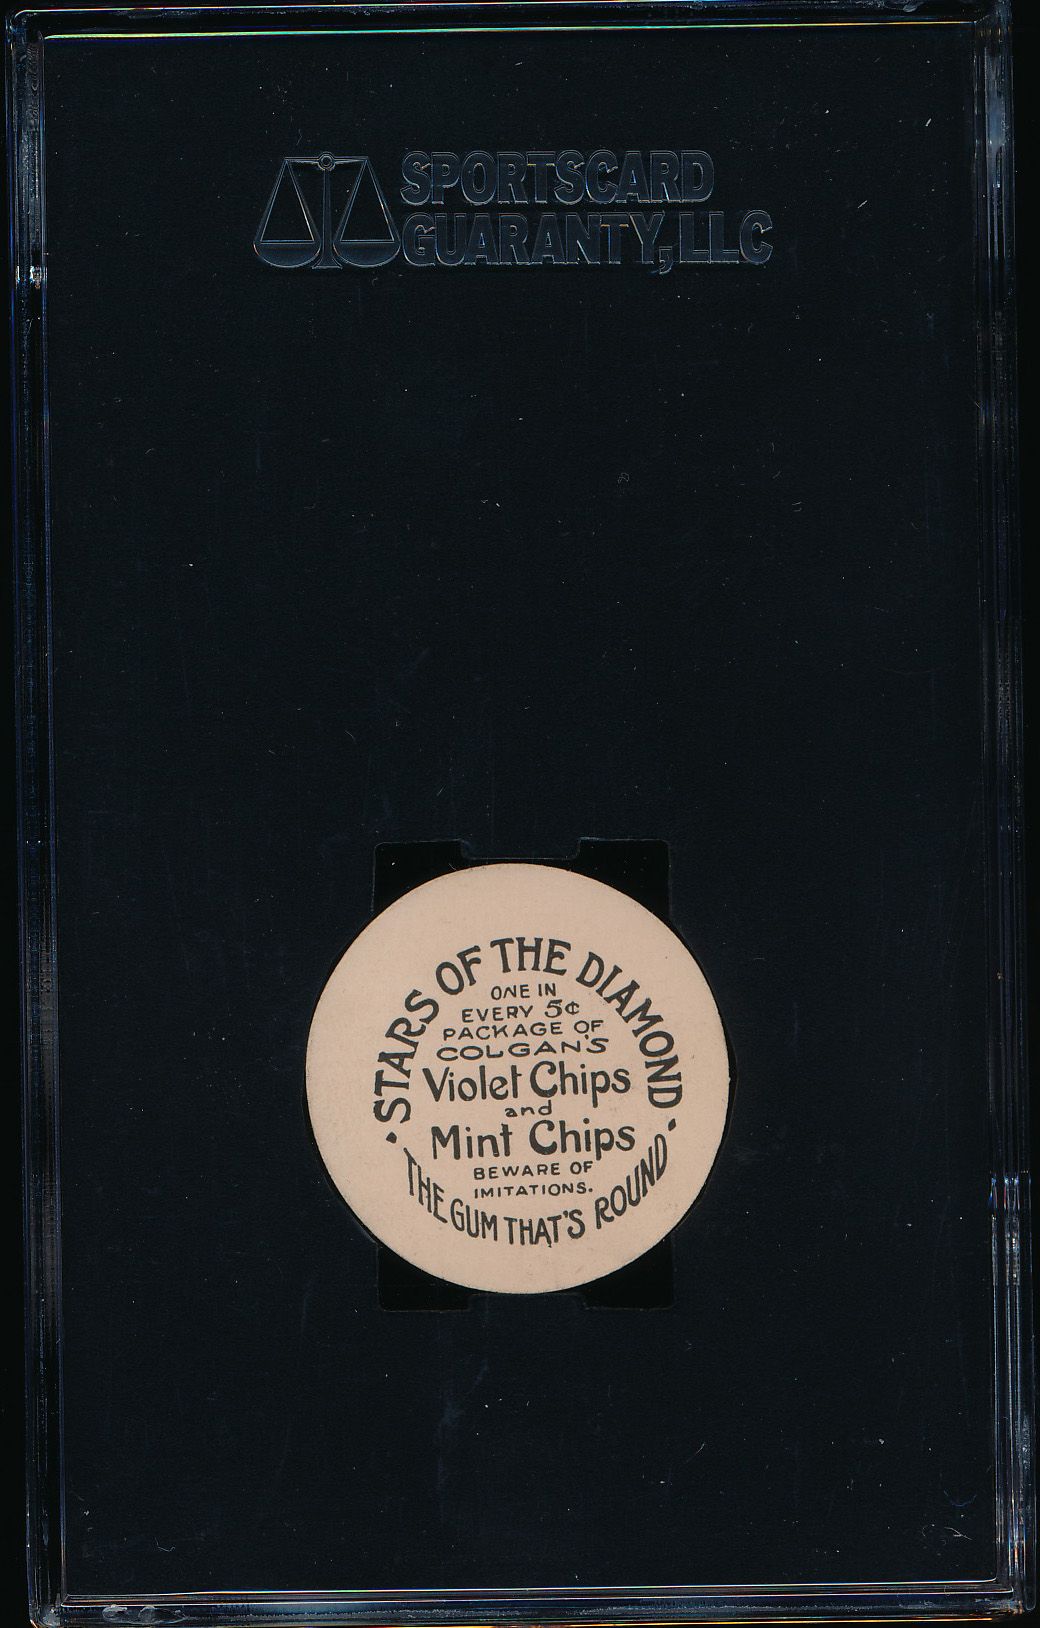 SPORTSCARD
GUARANTY, LLC
• STARS OF THE DIAMOND •
ONE IN
EVERY 5¢
PACKAGE OF
COLGAN'S
Violet Chips
and
Mint Chips
BEWARE OF
IMITATIONS.
THE GUM THAT'S ROUND